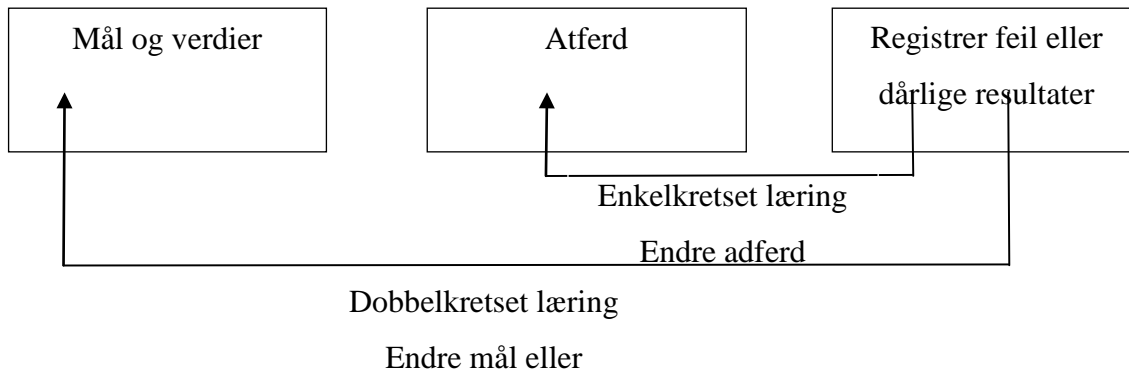 Mål og verdier
Atferd
Registrer feil eller
dårlige resultater
Enkelkretset læring
Endre adferd
Dobbelkretset læring
Endre mål eller